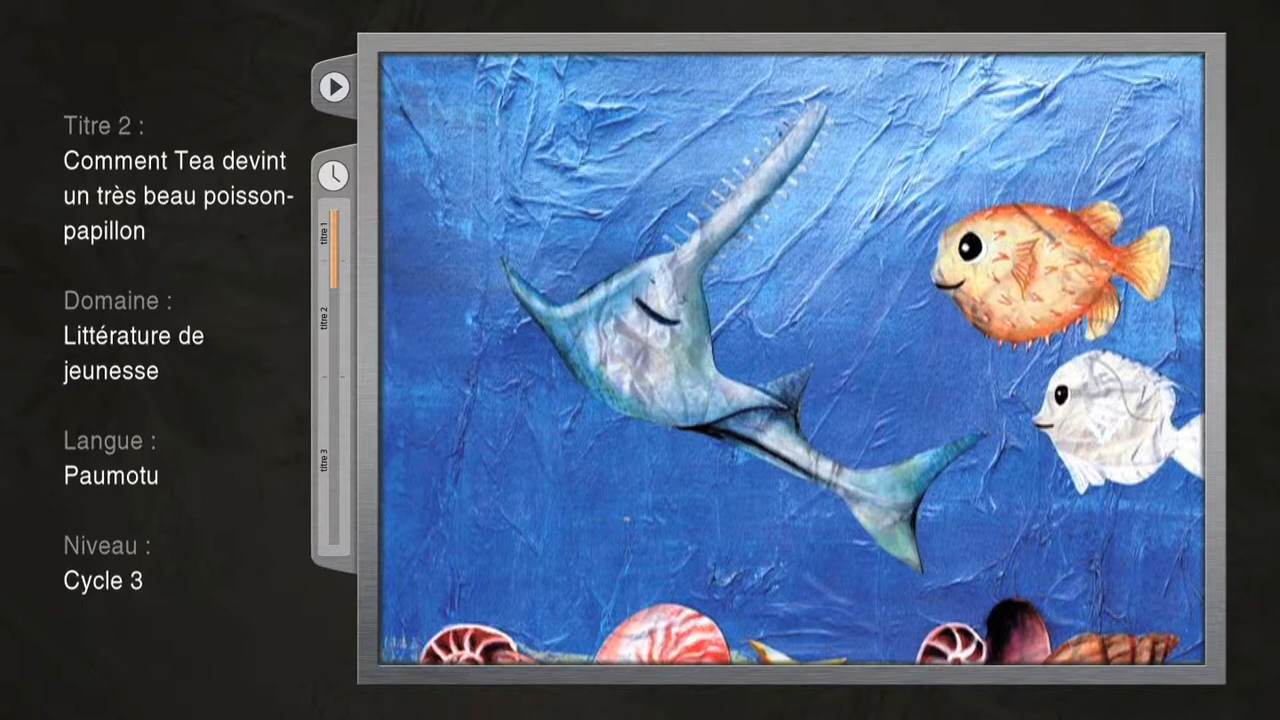 Titre 2 :
Comment Tea devint
un très beau poisson-
papillon
Domaine :
Littérature de
jeunesse
Langue :
Paumotu
Niveau :
Cycle 3
titre 1
titre 2
titre 3